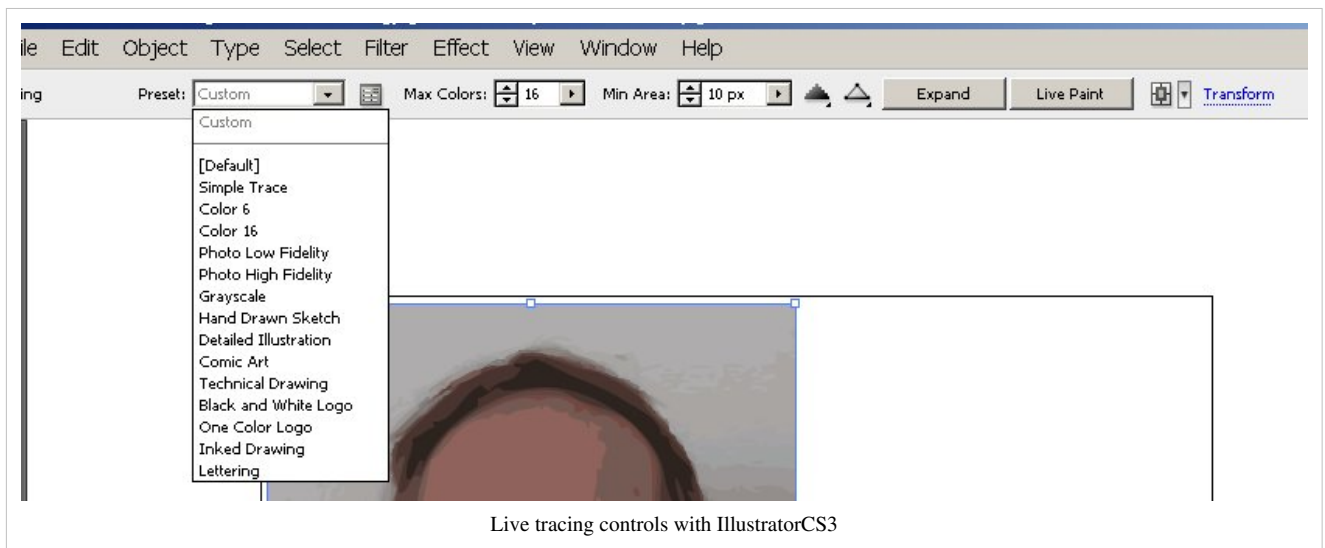 ile Edit Object Type Select Filter Effect View Window Help
ing Preset: Custom Max Colors: 16 Min Area: 10 px Expand Live Paint Transform
Custom
[Default]
Simple Trace
Color 6
Color 16
Photo Low Fidelity
Photo High Fidelity
Grayscale
Hand Drawn Sketch
Detailed Illustration
Comic Art
Technical Drawing
Black and White Logo
One Color Logo
Inked Drawing
Lettering
Live tracing controls with IllustratorCS3